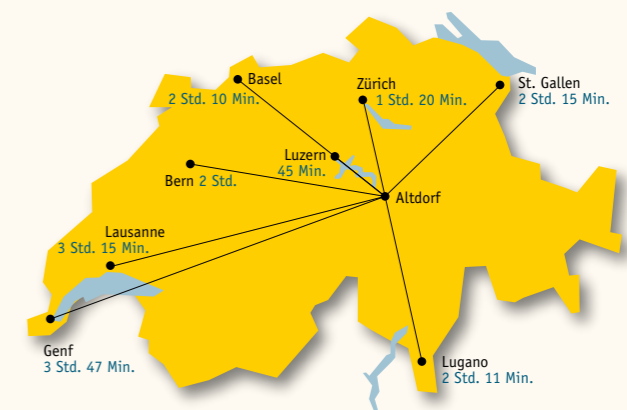 Basel
2 Std. 10 Min.
Zürich
1 Std. 20 Min.
St. Gallen
2 Std. 15 Min.
Luzern
45 Min.
Bern 2 Std.
Altdorf
Lausanne
3 Std. 15 Min.
Genf
3 Std. 47 Min.
Lugano
2 Std. 11 Min.